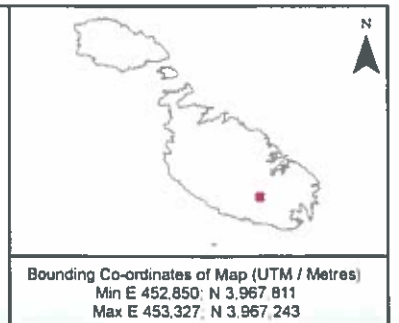 N
Bounding Co-ordinates of Map (UTM / Metres)
Min E 452,850; N 3,967,811
Max E 453,327; N 3,967,243